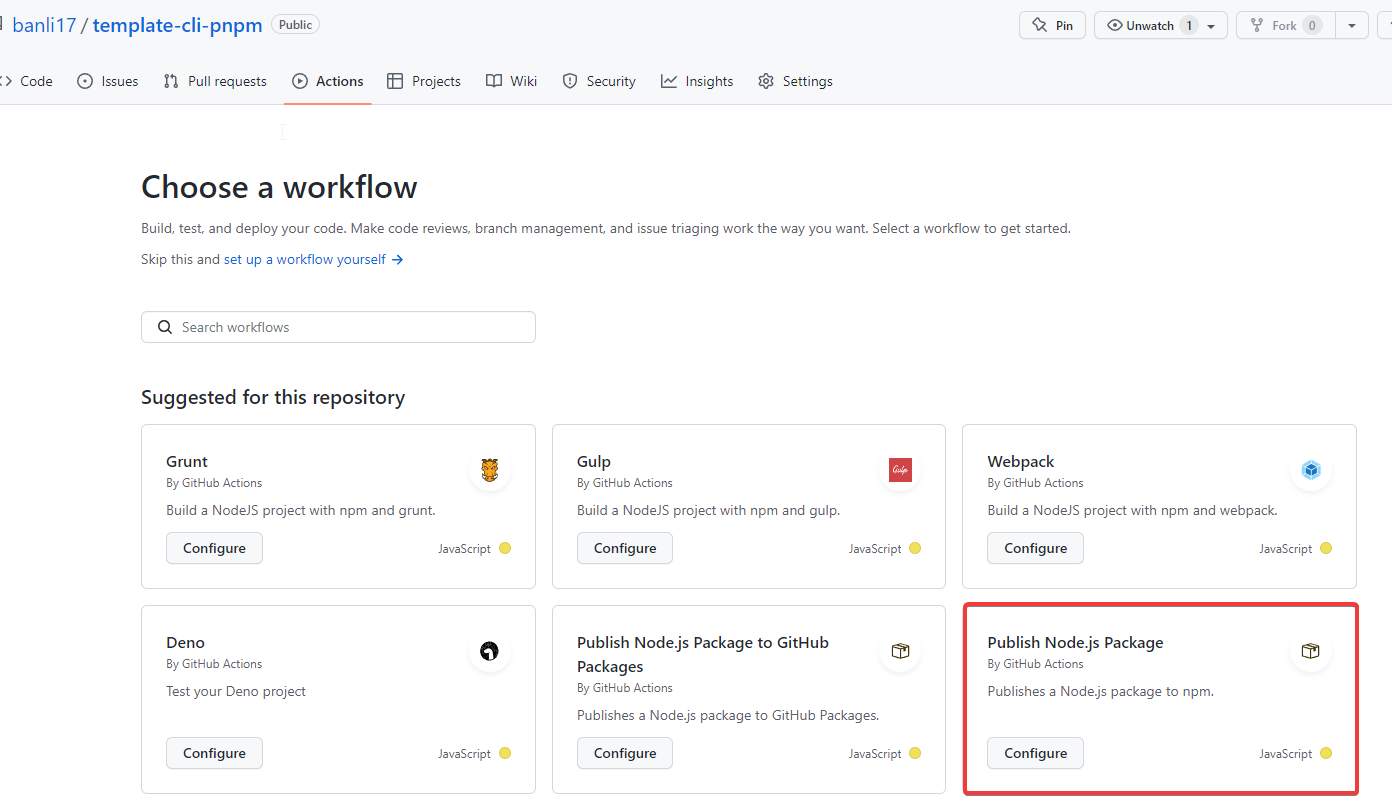 banli17 / template-cli-pnpm Public Pin Unwatch 1 Fork 0
Code Issues Pull requests Actions Projects Wiki Security Insights Settings
Choose a workflow
Build, test, and deploy your code. Make code reviews, branch management, and issue triaging work the way you want. Select a workflow to get started.
Skip this and set up a workflow yourself →
Search workflows
Suggested for this repository
Grunt
By GitHub Actions
Build a NodeJS project with npm and grunt.
Configure JavaScript
Gulp
By GitHub Actions
Build a NodeJS project with npm and gulp.
Configure JavaScript
Gulp
Webpack
By GitHub Actions
Build a NodeJS project with npm and webpack.
Configure JavaScript
Deno
By GitHub Actions
Test your Deno project
Configure JavaScript
Publish Node.js Package to GitHub
Packages
By GitHub Actions
Publishes a Node.js package to GitHub Packages.
Configure JavaScript
Publish Node.js Package
By GitHub Actions
Publishes a Node.js package to npm.
Configure JavaScript